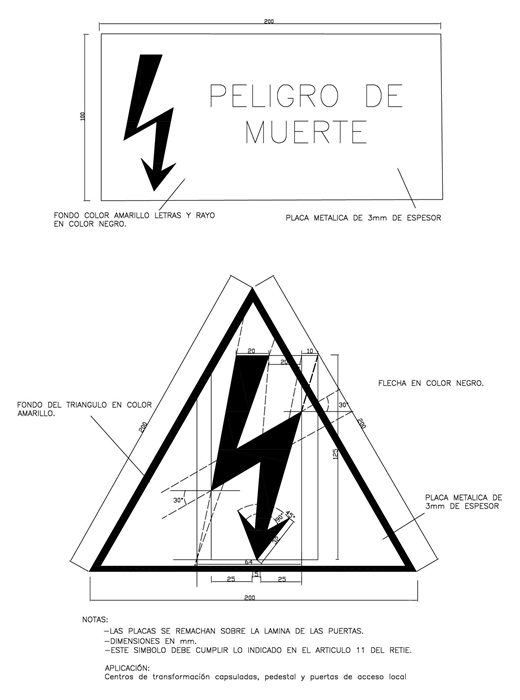 200
100
PELIGRO DE
MUERTE
FONDO COLOR AMARILLO LETRAS Y RAYO
EN COLOR NEGRO.
PLACA METALICA DE 3mm DE ESPESOR
20
10
20
FLECHA EN COLOR NEGRO.
30°
FONDO DEL TRIANGULO EN COLOR
AMARILLO.
200
200
125
30°
PLACA METALICA DE
3mm DE ESPESOR
45°
64
5
25
25
200
NOTAS:
-LAS PLACAS SE REMACHAN SOBRE LA LAMINA DE LAS PUERTAS.
-DIMENSIONES EN mm.
-ESTE SIMBOLO DEBE CUMPLIR LO INDICADO EN EL ARTICULO 11 DEL RETIE.
APLICACIÓN:
Centros de transformación capsuladas, pedestal y puertas de acceso local